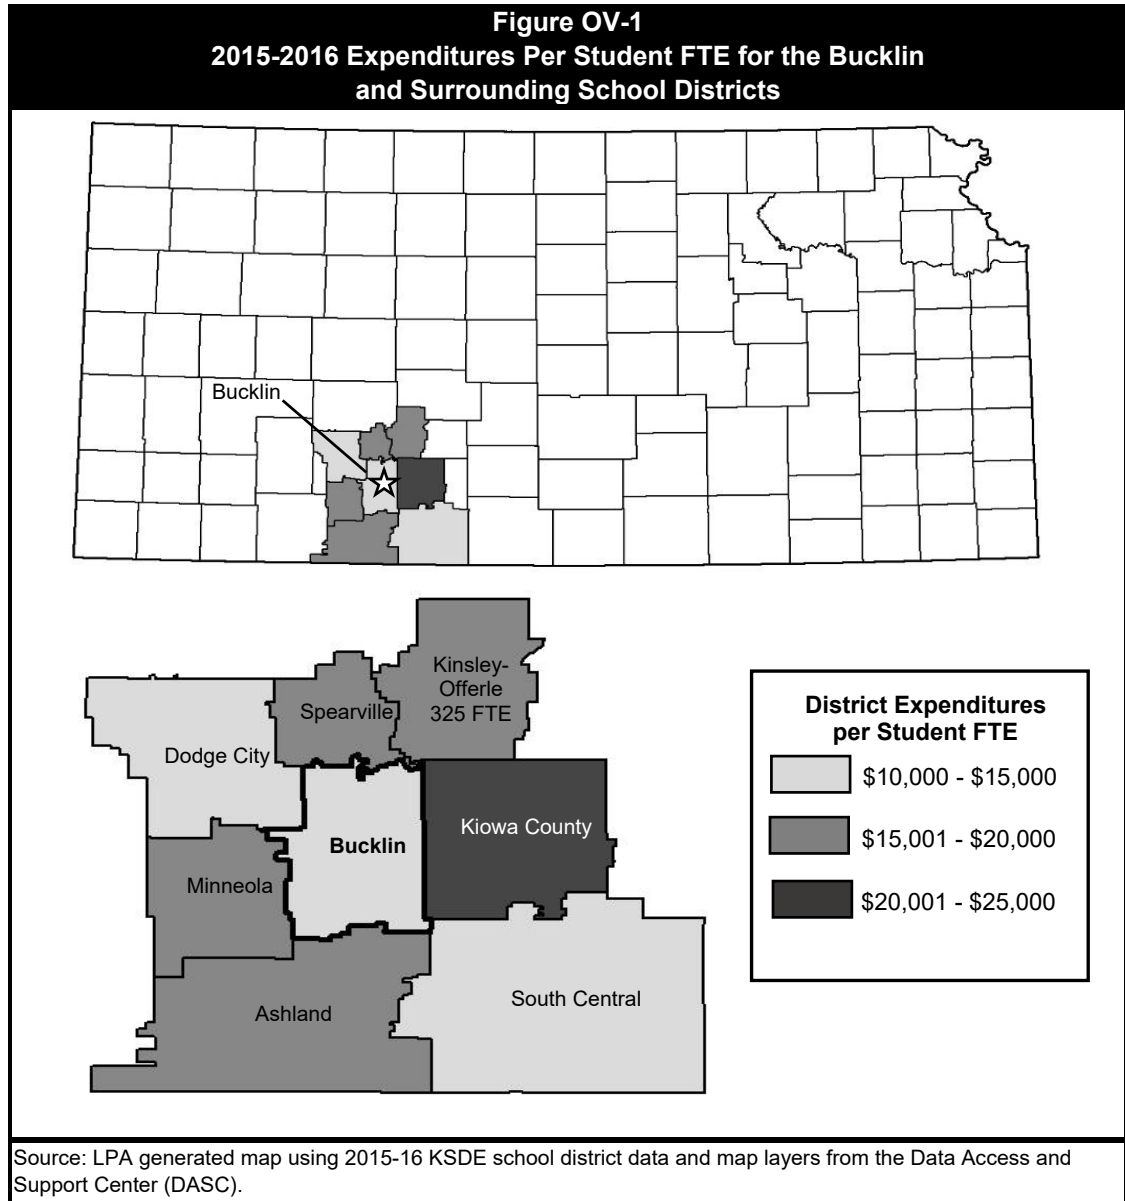 Figure OV-1
2015-2016 Expenditures Per Student FTE for the Bucklin
and Surrounding School Districts
Bucklin
Kinsley-
Offerle
325 FTE
Spearville
Dodge City
Kiowa County
Bucklin
Minneola
South Central
Ashland
District Expenditures
per Student FTE
$10,000 - $15,000
$15,001 - $20,000
$20,001 - $25,000
Source: LPA generated map using 2015-16 KSDE school district data and map layers from the Data Access and
Support Center (DASC).